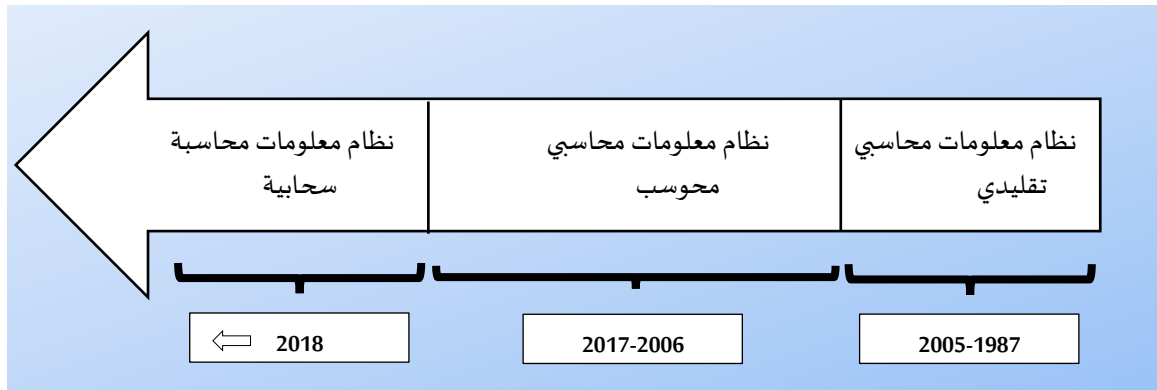 نظام معلومات محاسبي
تقليدي
نظام معلومات محاسبي
محوسب
نظام معلومات محاسبة
سحابية
2005-1987
2017-2006
2018